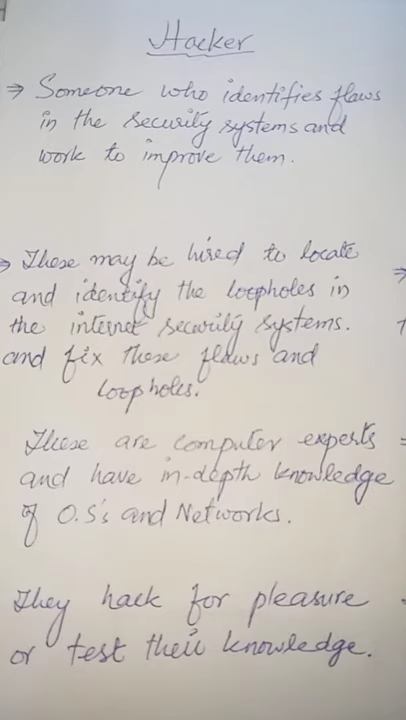 Hacker
⇒ Someone who identifies flaws
in the security systems and
work to improve them.
⇒ These may be hired to locate
and identify the loopholes in
the internet security systems.
and fix these flaws and
loopholes.
These are computer experts
and have in-depth knowledge
of O.S's and Networks.
They hack for pleasure
or test their knowledge.